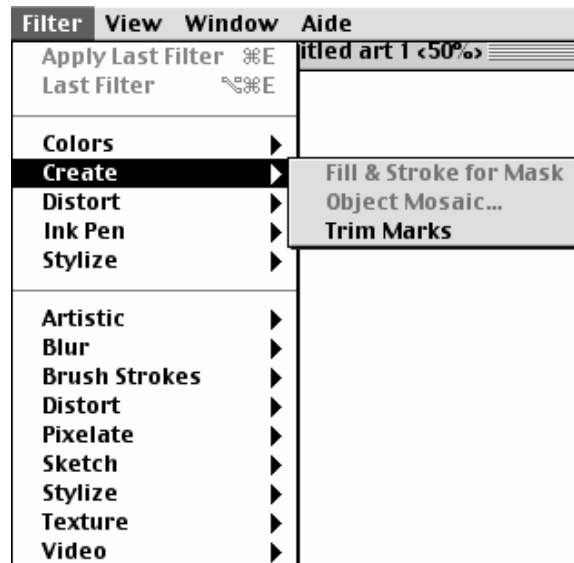 Filter View Window Aide
Apply Last Filter ⌘E
itled art 1 <50%>
Last Filter ⌥⌘E
Colors
Create
Fill & Stroke for Mask
Distort
Object Mosaic...
Ink Pen
Trim Marks
Stylize
Artistic
Blur
Brush Strokes
Distort
Pixelate
Sketch
Stylize
Texture
Video